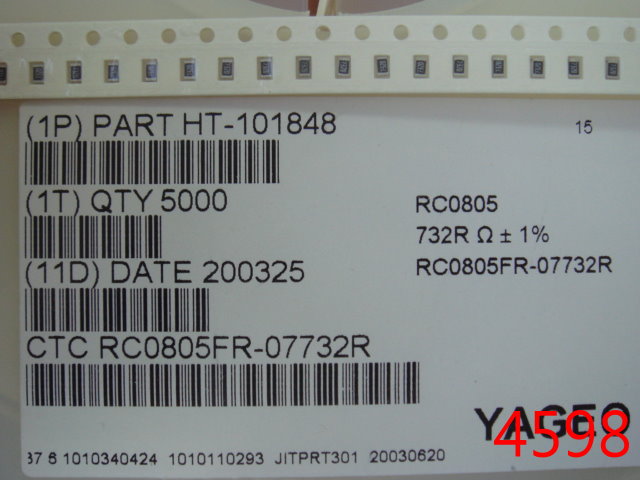 (1P) PART HT-101848
15
(1T) QTY 5000
RC0805
732R Ω ± 1%
(11D) DATE 200325
RC0805FR-07732R
CTC RC0805FR-07732R
YAGEO
4598
37 6 1010340424 1010110293 JITPRT301 20030620